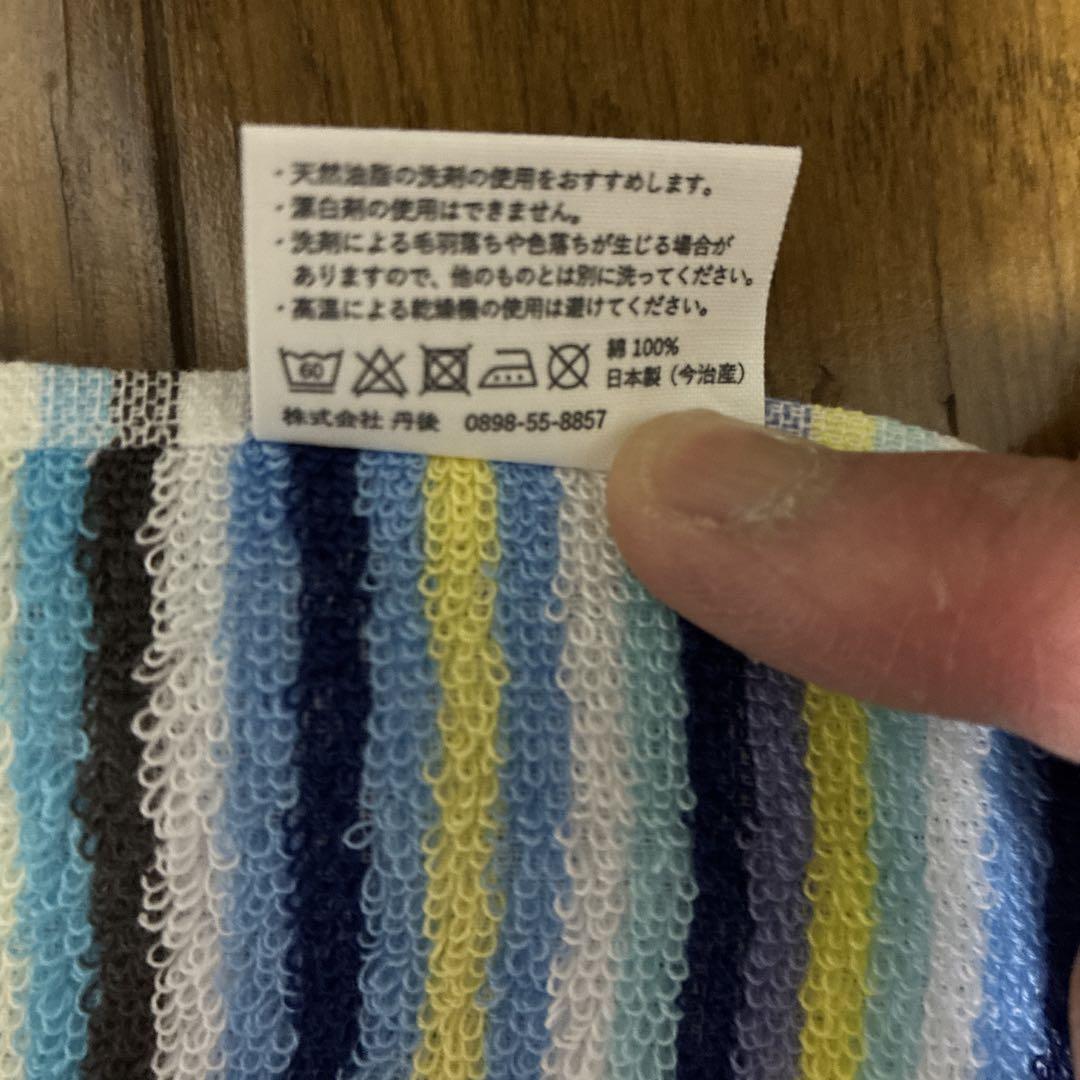 ・天然油脂の洗剤の使用をおすすめします。
・漂白剤の使用はできません。
・洗剤による毛羽落ちや色落ちが生じる場合が
ありますので、他のものとは別に洗ってください。
・高温による乾燥機の使用は避けてください。
60
綿 100%
日本製（今治産）
株式会社 丹後 0898-55-8857